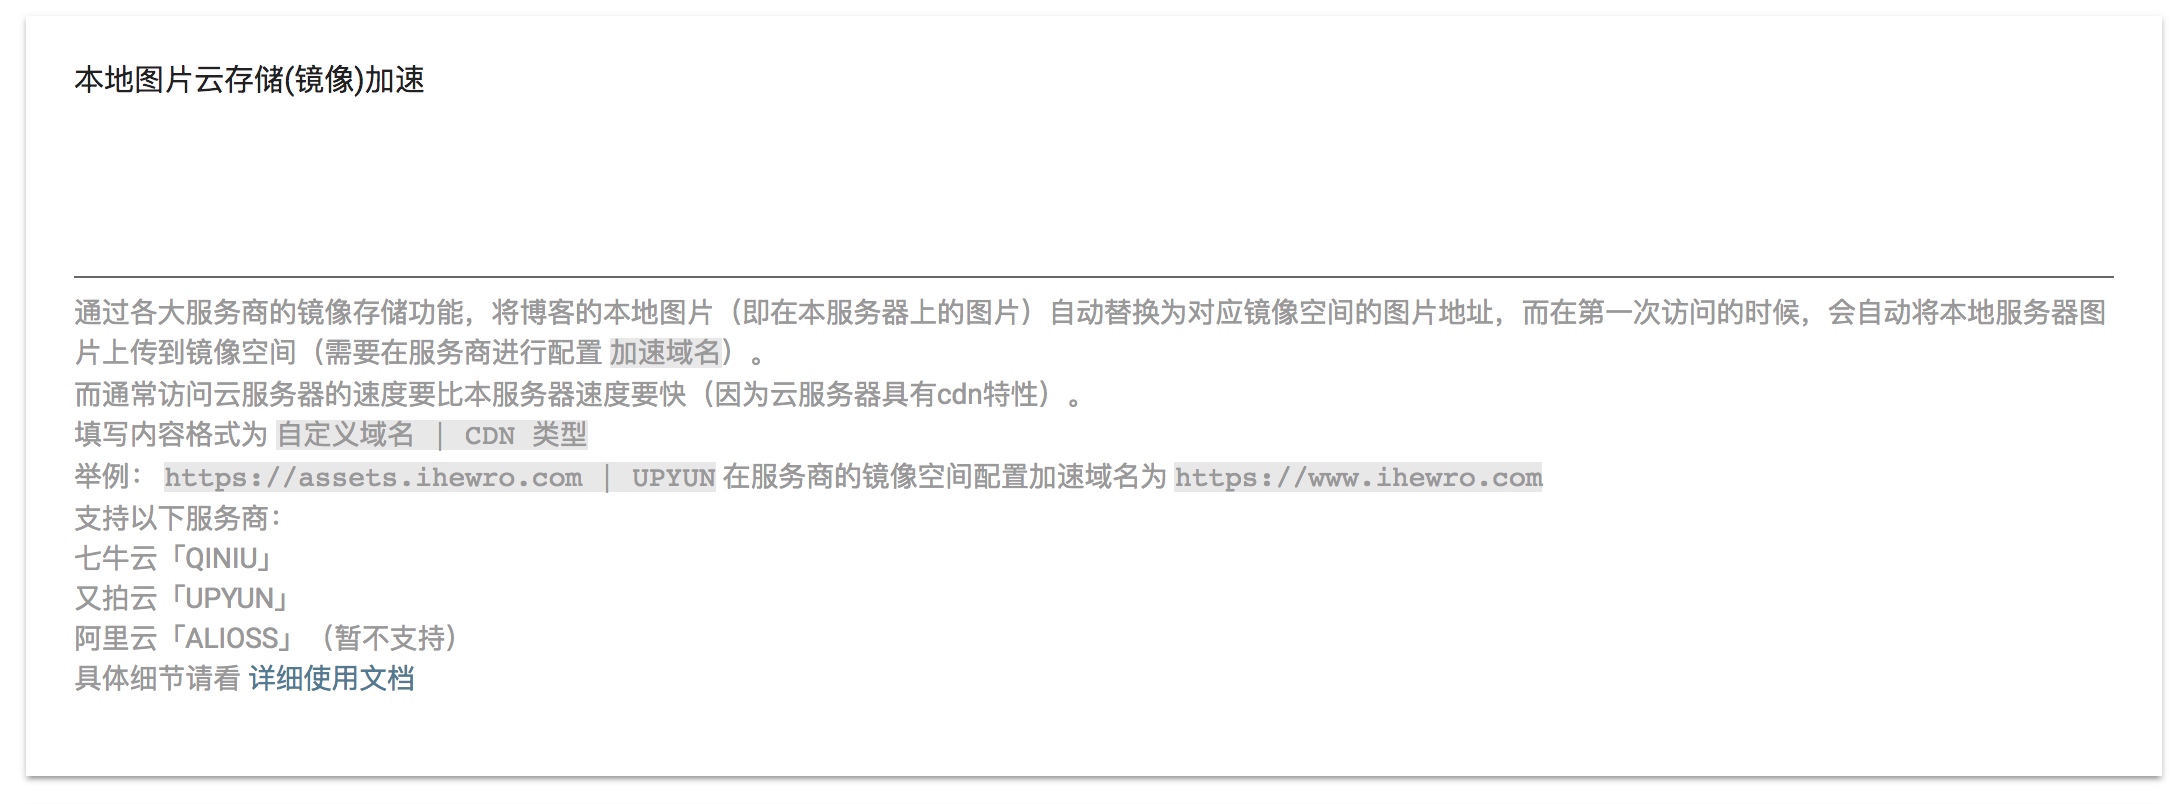 本地图片云存储(镜像)加速
通过各大服务商的镜像存储功能，将博客的本地图片（即在本服务器上的图片）自动替换为对应镜像空间的图片地址，而在第一次访问的时候，会自动将本地服务器图
片上传到镜像空间（需要在服务商进行配置 加速域名）。
而通常访问云服务器的速度要比本服务器速度要快（因为云服务器具有cdn特性）。
填写内容格式为 自定义域名 | CDN 类型
举例： https://assets.ihewro.com | UPYUN 在服务商的镜像空间配置加速域名为 https://www.ihewro.com
支持以下服务商：
七牛云「QINIU」
又拍云「UPYUN」
阿里云「ALIOSS」（暂不支持）
具体细节请看 详细使用文档